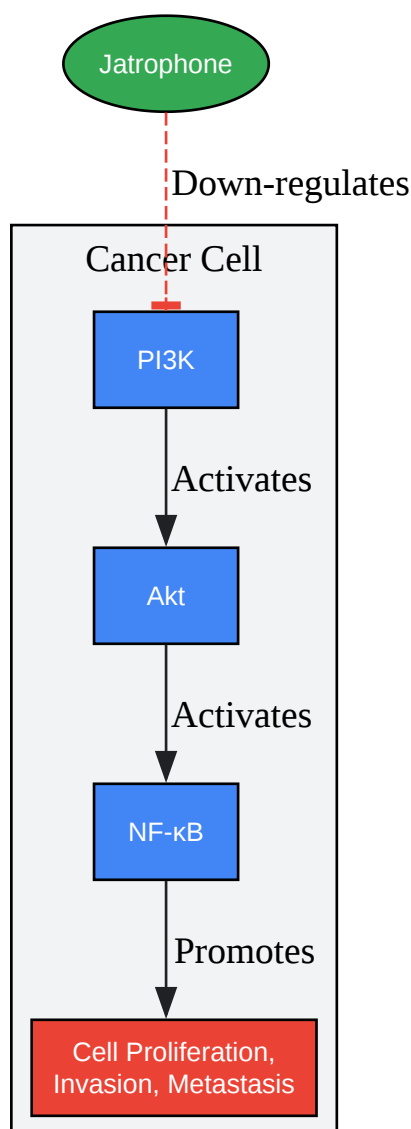 Jatrophone
Down-regulates
Cancer Cell
PI3K
Activates
Akt
Activates
NF-κB
Promotes
Cell Proliferation,
Invasion, Metastasis